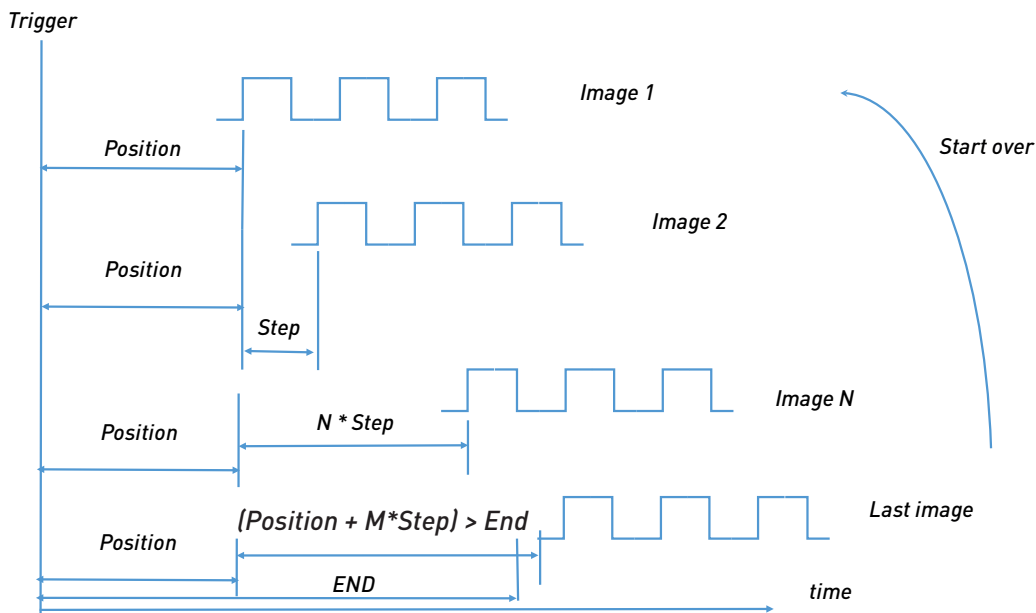 Trigger
Image 1
Position
Start over
Image 2
Position
Step
Image N
N * Step
Position
Last image
(Position + M*Step) > End
Position
END
time